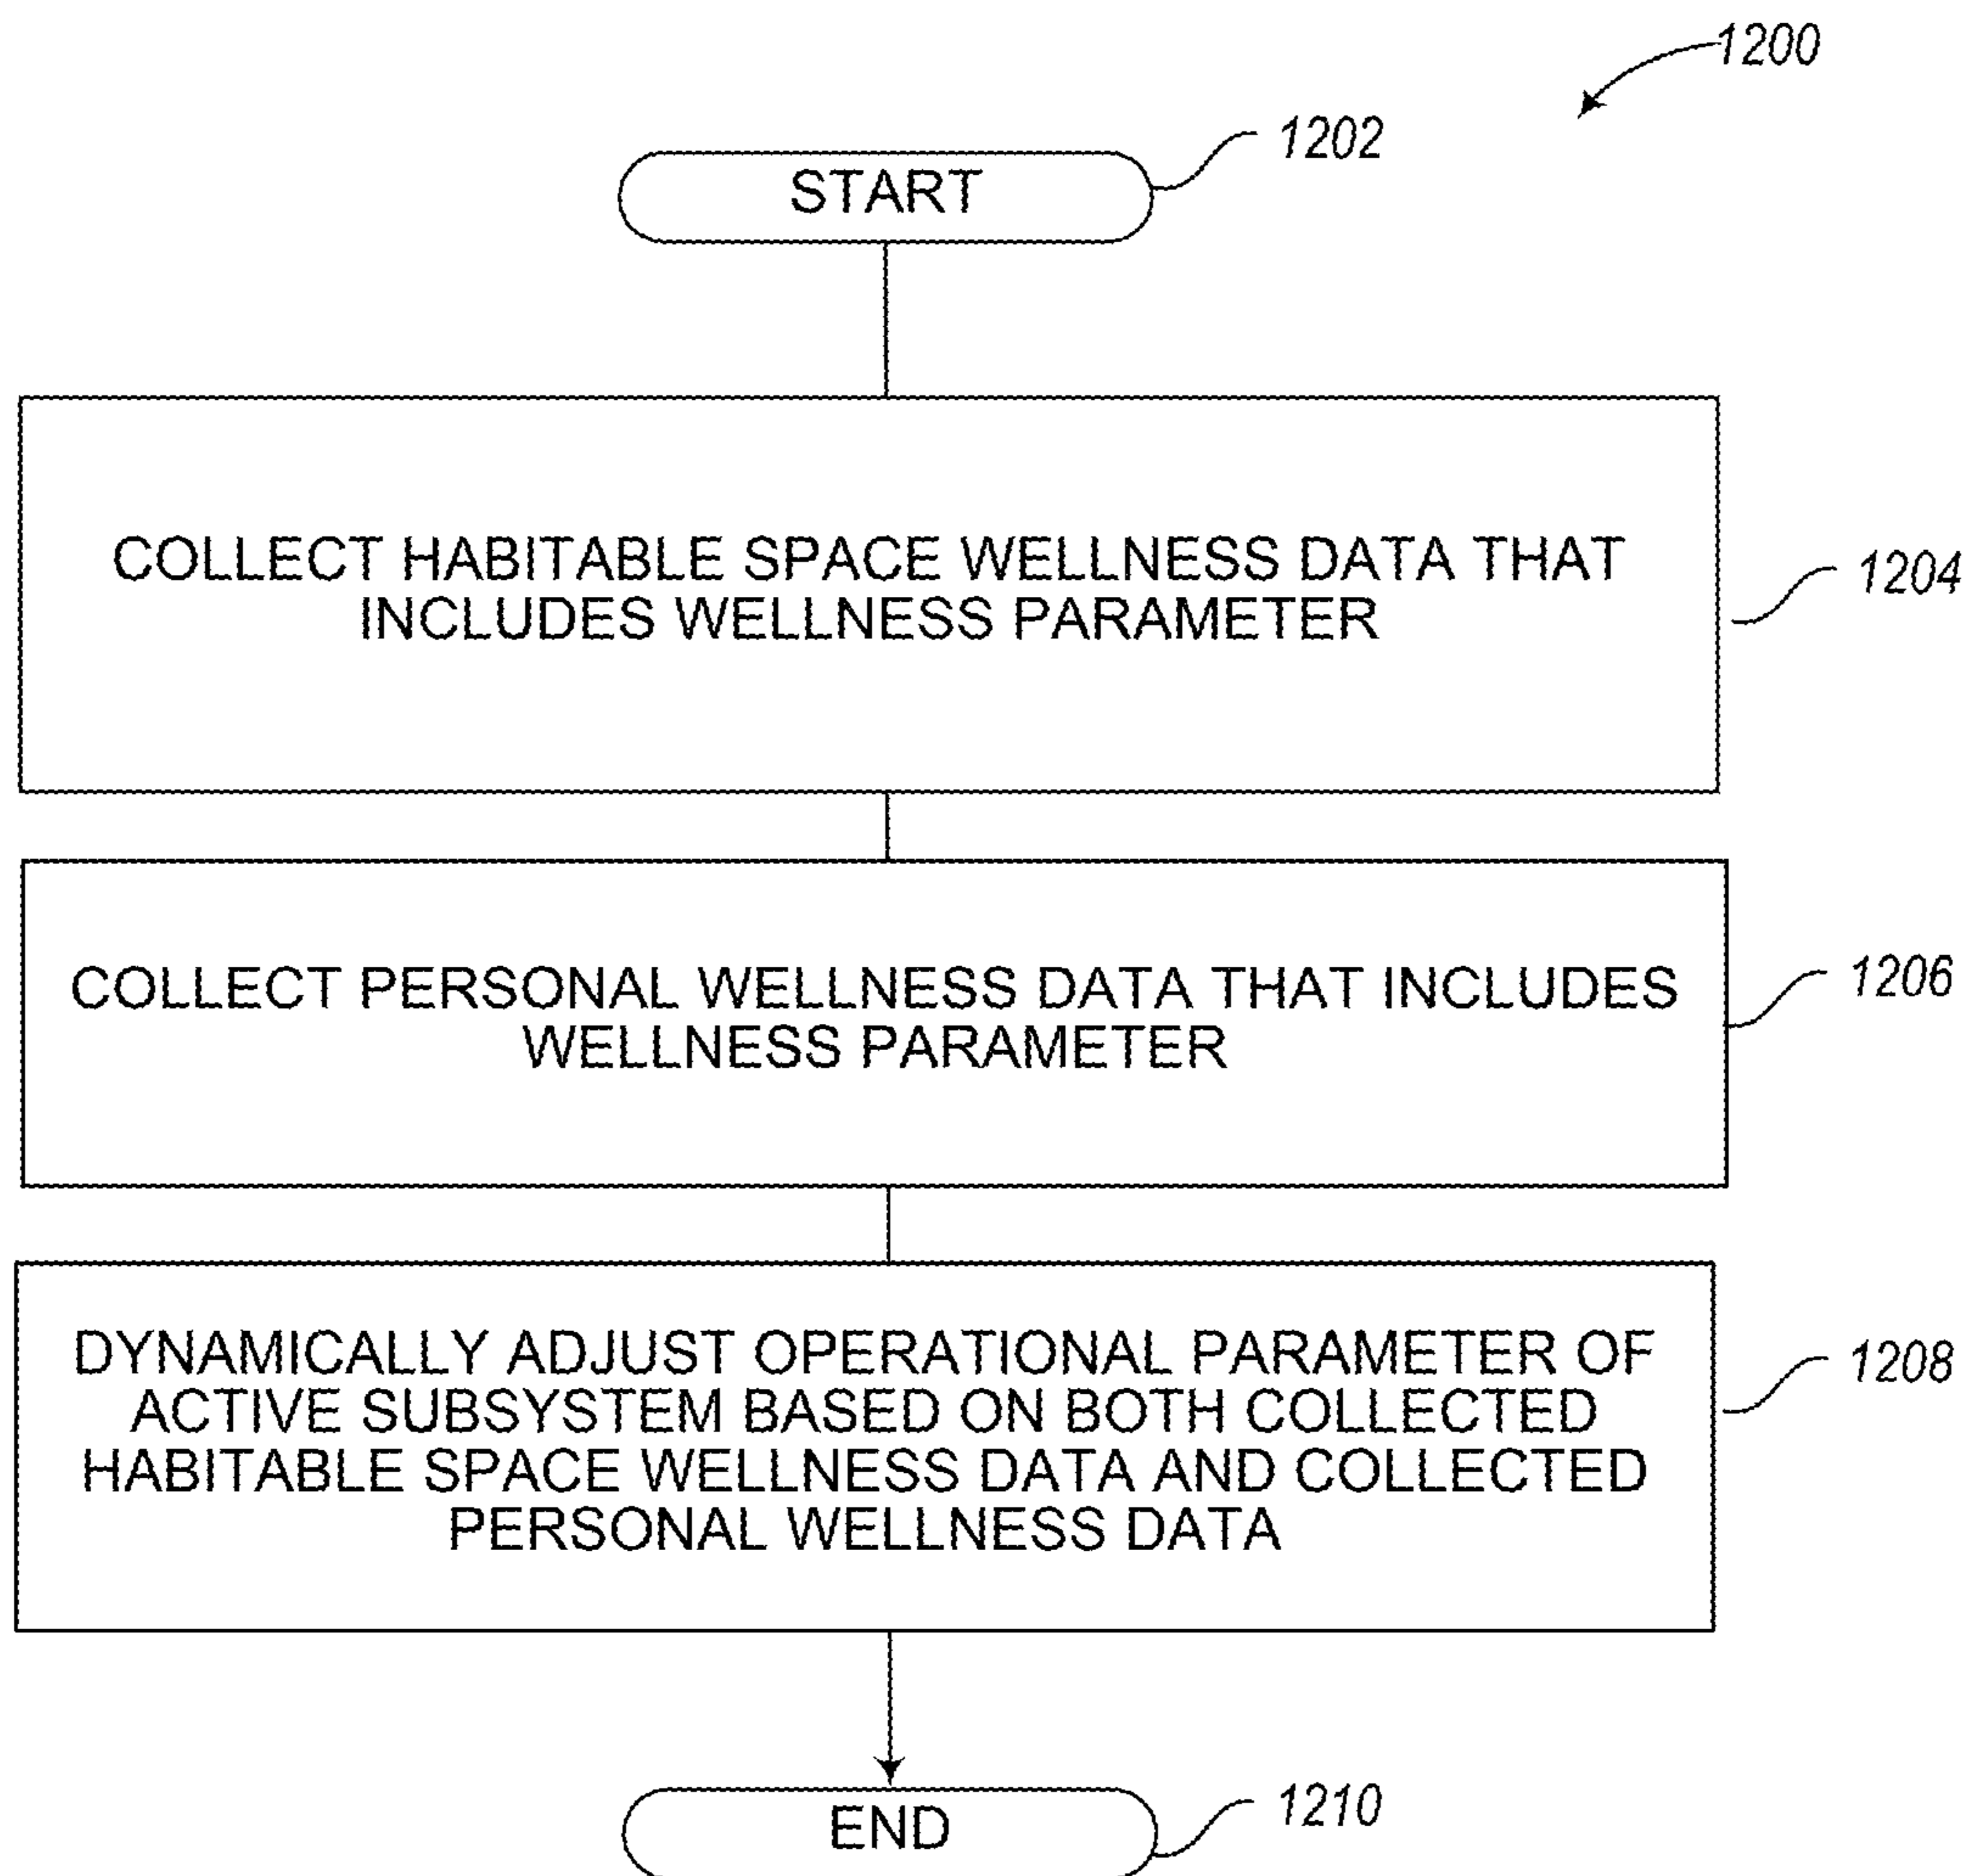 1200
1202
START
COLLECT HABITABLE SPACE WELLNESS DATA THAT
INCLUDES WELLNESS PARAMETER
1204
COLLECT PERSONAL WELLNESS DATA THAT INCLUDES
WELLNESS PARAMETER
1206
DYNAMICALLY ADJUST OPERATIONAL PARAMETER OF
ACTIVE SUBSYSTEM BASED ON BOTH COLLECTED
HABITABLE SPACE WELLNESS DATA AND COLLECTED
PERSONAL WELLNESS DATA
1208
END
1210